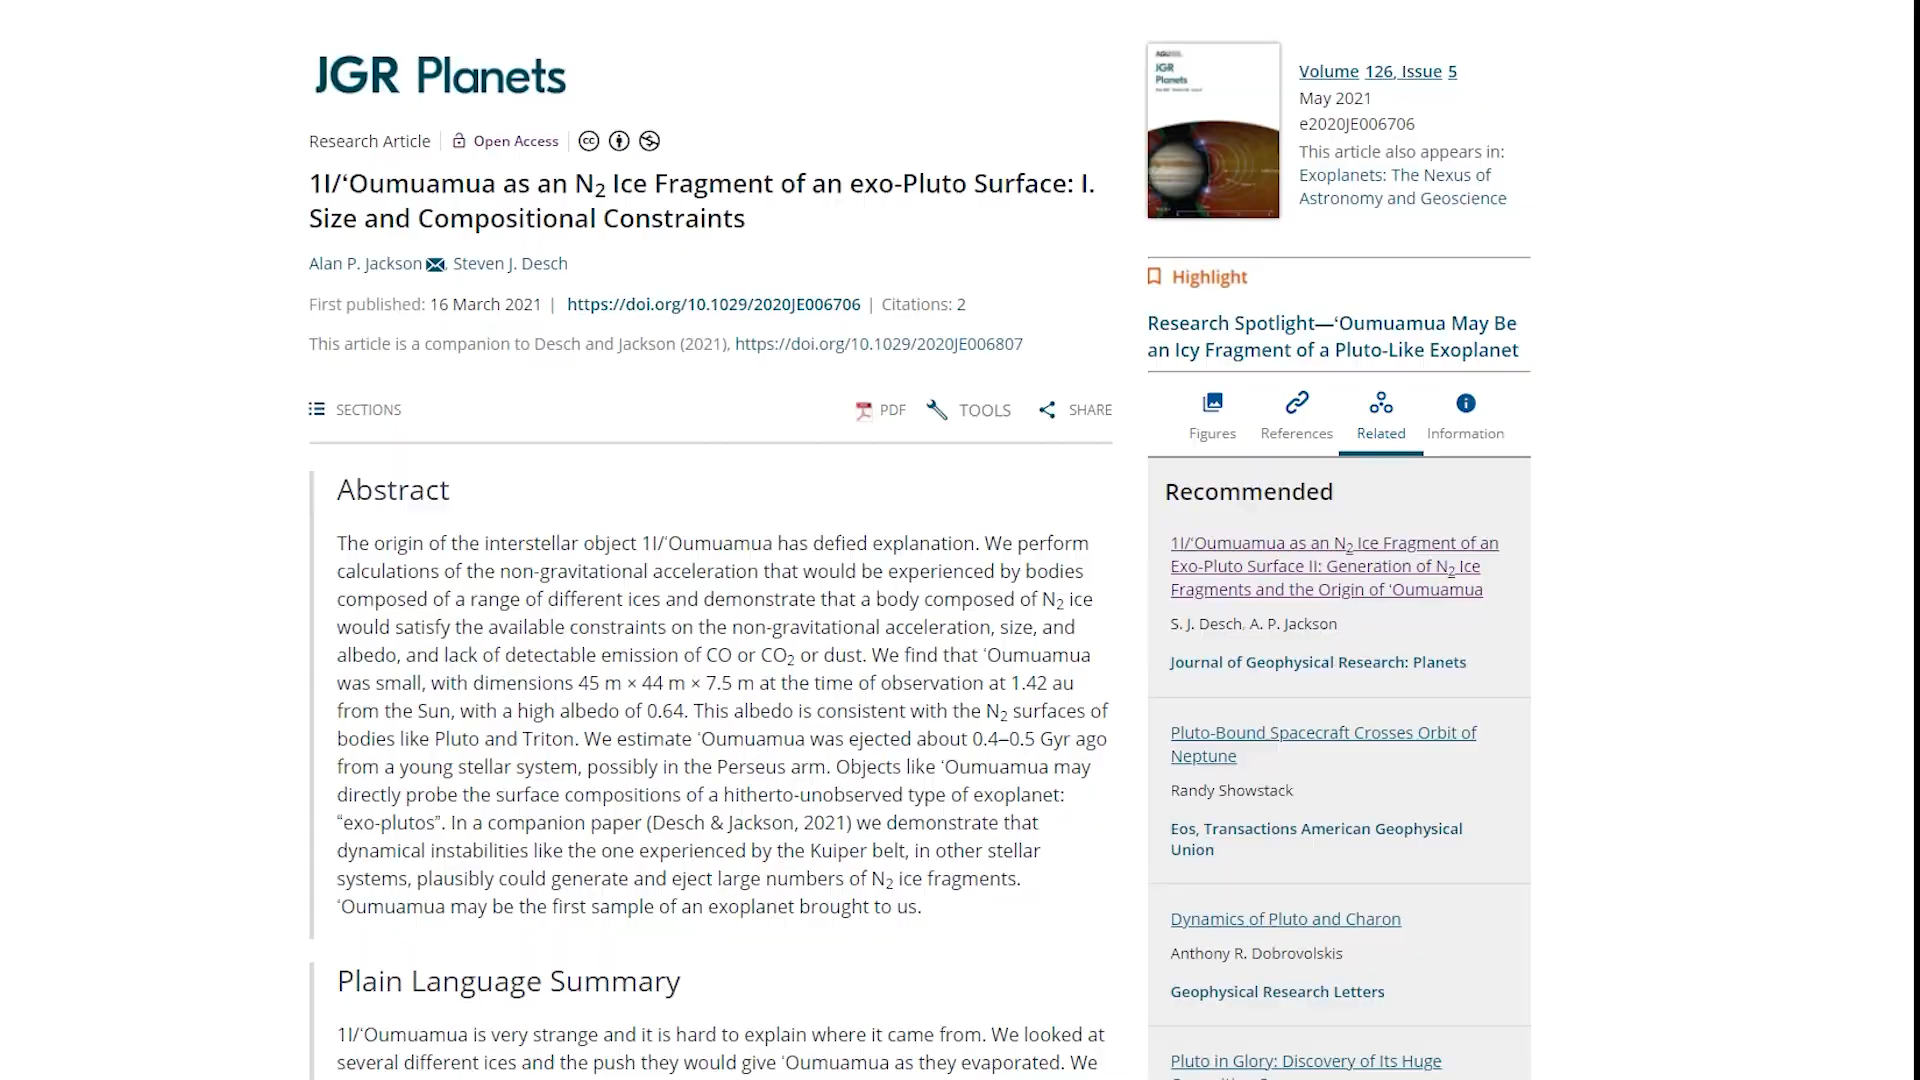 JGR Planets
Research Article
Open Access
1I/‘Oumuamua as an N2 Ice Fragment of an exo-Pluto Surface: I.
Size and Compositional Constraints
Alan P. Jackson, Steven J. Desch
First published: 16 March 2021 | https://doi.org/10.1029/2020JE006706 | Citations: 2
This article is a companion to Desch and Jackson (2021), https://doi.org/10.1029/2020JE006807
SECTIONS
PDF
TOOLS
SHARE
Abstract
The origin of the interstellar object 1I/‘Oumuamua has defied explanation. We perform
calculations of the non-gravitational acceleration that would be experienced by bodies
composed of a range of different ices and demonstrate that a body composed of N2 ice
would satisfy the available constraints on the non-gravitational acceleration, size, and
albedo, and lack of detectable emission of CO or CO2 or dust. We find that ‘Oumuamua
was small, with dimensions 45 m × 44 m × 7.5 m at the time of observation at 1.42 au
from the Sun, with a high albedo of 0.64. This albedo is consistent with the N2 surfaces of
bodies like Pluto and Triton. We estimate ‘Oumuamua was ejected about 0.4–0.5 Gyr ago
from a young stellar system, possibly in the Perseus arm. Objects like ‘Oumuamua may
directly probe the surface compositions of a hitherto-unobserved type of exoplanet:
“exo-plutos”. In a companion paper (Desch & Jackson, 2021) we demonstrate that
dynamical instabilities like the one experienced by the Kuiper belt, in other stellar
systems, plausibly could generate and eject large numbers of N2 ice fragments.
‘Oumuamua may be the first sample of an exoplanet brought to us.
Plain Language Summary
1I/‘Oumuamua is very strange and it is hard to explain where it came from. We looked at
several different ices and the push they would give ‘Oumuamua as they evaporated. We
JGR
Planets
Volume 126, Issue 5
May 2021
e2020JE006706
This article also appears in:
Exoplanets: The Nexus of
Astronomy and Geoscience
Highlight
Research Spotlight—‘Oumuamua May Be
an Icy Fragment of a Pluto-Like Exoplanet
Figures
References
Related
Information
Recommended
1I/‘Oumuamua as an N2 Ice Fragment of an
Exo-Pluto Surface II: Generation of N2 Ice
Fragments and the Origin of ‘Oumuamua
S. J. Desch, A. P. Jackson
Journal of Geophysical Research: Planets
Pluto-Bound Spacecraft Crosses Orbit of
Neptune
Randy Showstack
Eos, Transactions American Geophysical
Union
Dynamics of Pluto and Charon
Anthony R. Dobrovolskis
Geophysical Research Letters
Pluto in Glory: Discovery of Its Huge